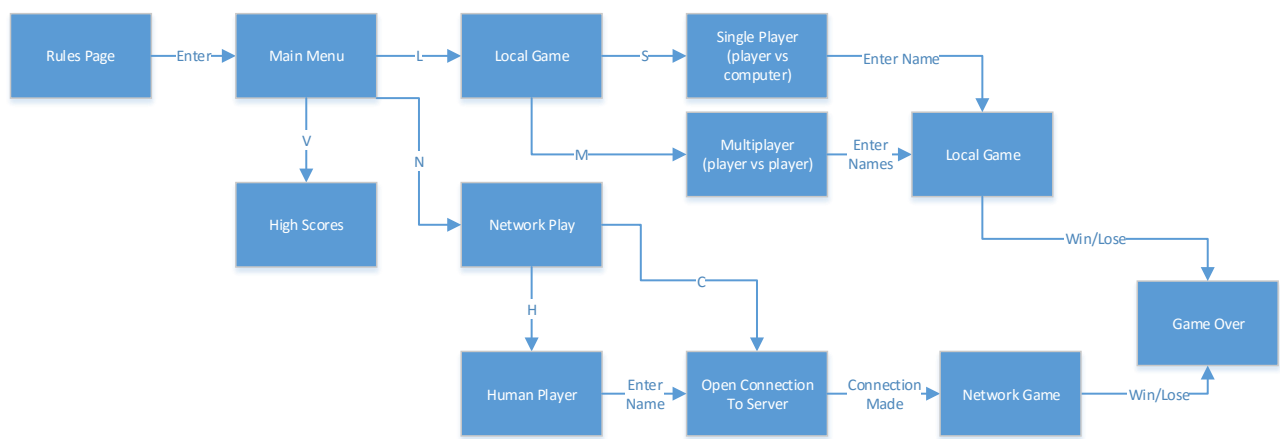 Rules Page
Enter
Main Menu
L
Local Game
S
Single Player
(player vs
computer)
Enter Name
V
N
M
Multiplayer
(player vs player)
Enter
Names
Local Game
High Scores
Network Play
Win/Lose
H
C
Game Over
Human Player
Enter
Name
Open Connection
To Server
Connection
Made
Network Game
Win/Lose